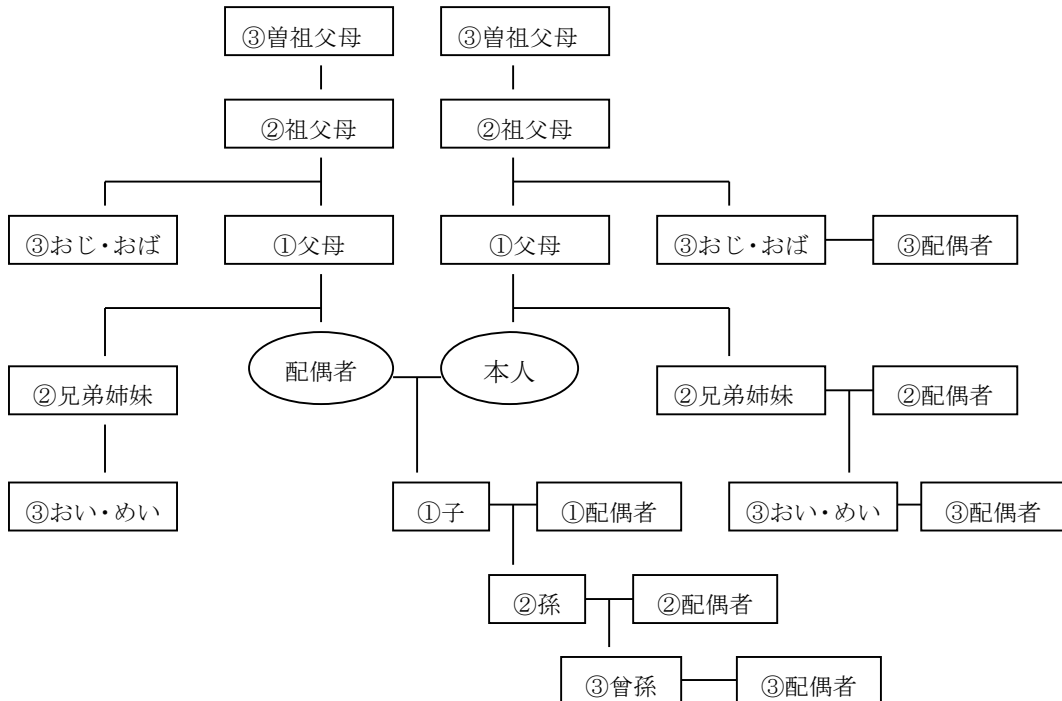 ③曽祖父母 ③曽祖父母
②祖父母 ②祖父母
③おじ・おば ①父母 ①父母 ③おじ・おば ③配偶者
配偶者 本人
②兄弟姉妹 ②兄弟姉妹 ②配偶者
③おい・めい ①子 ①配偶者 ③おい・めい ③配偶者
②孫 ②配偶者
③曾孫 ③配偶者